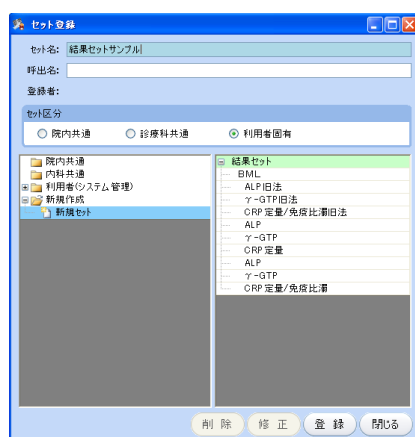 セット登録
セット名: 結果セットサンプル
呼出名:
登録者:
セット区分
院内共通 診療科共通 利用者固有
院内共通
内科共通
利用者(システム管理)
新規作成
新規セット
結果セット
BML
ALP旧法
γ-GTP旧法
CRP定量/免疫比濁旧法
ALP
γ-GTP
CRP定量
ALP
γ-GTP
CRP定量/免疫比濁
削除 修正 登録 閉じる